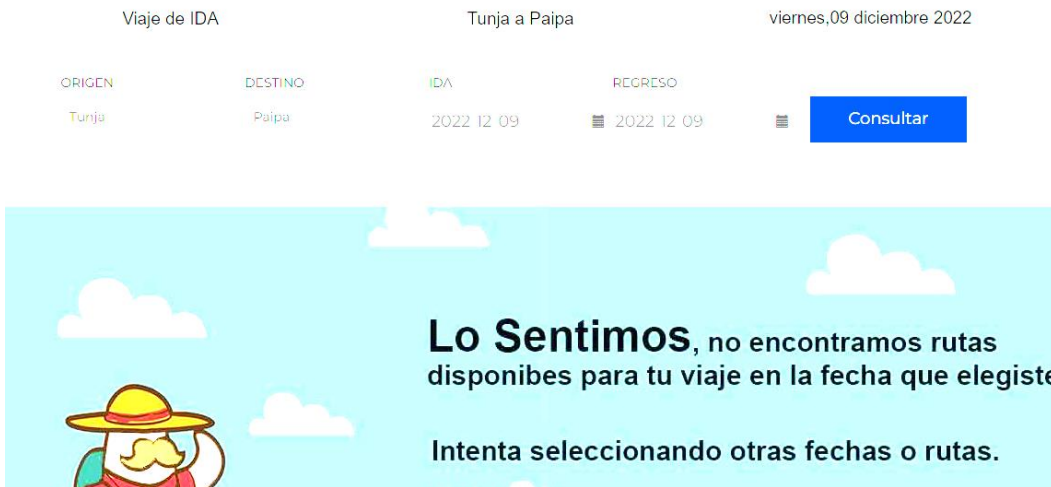 Viaje de IDA Tunja a Paipa viernes,09 diciembre 2022
ORIGEN DESTINO IDA REGRESO
Tunja Paipa 2022 12 09 2022 12 09 Consultar
Lo Sentimos, no encontramos rutas
disponibes para tu viaje en la fecha que elegiste
Intenta seleccionando otras fechas o rutas.